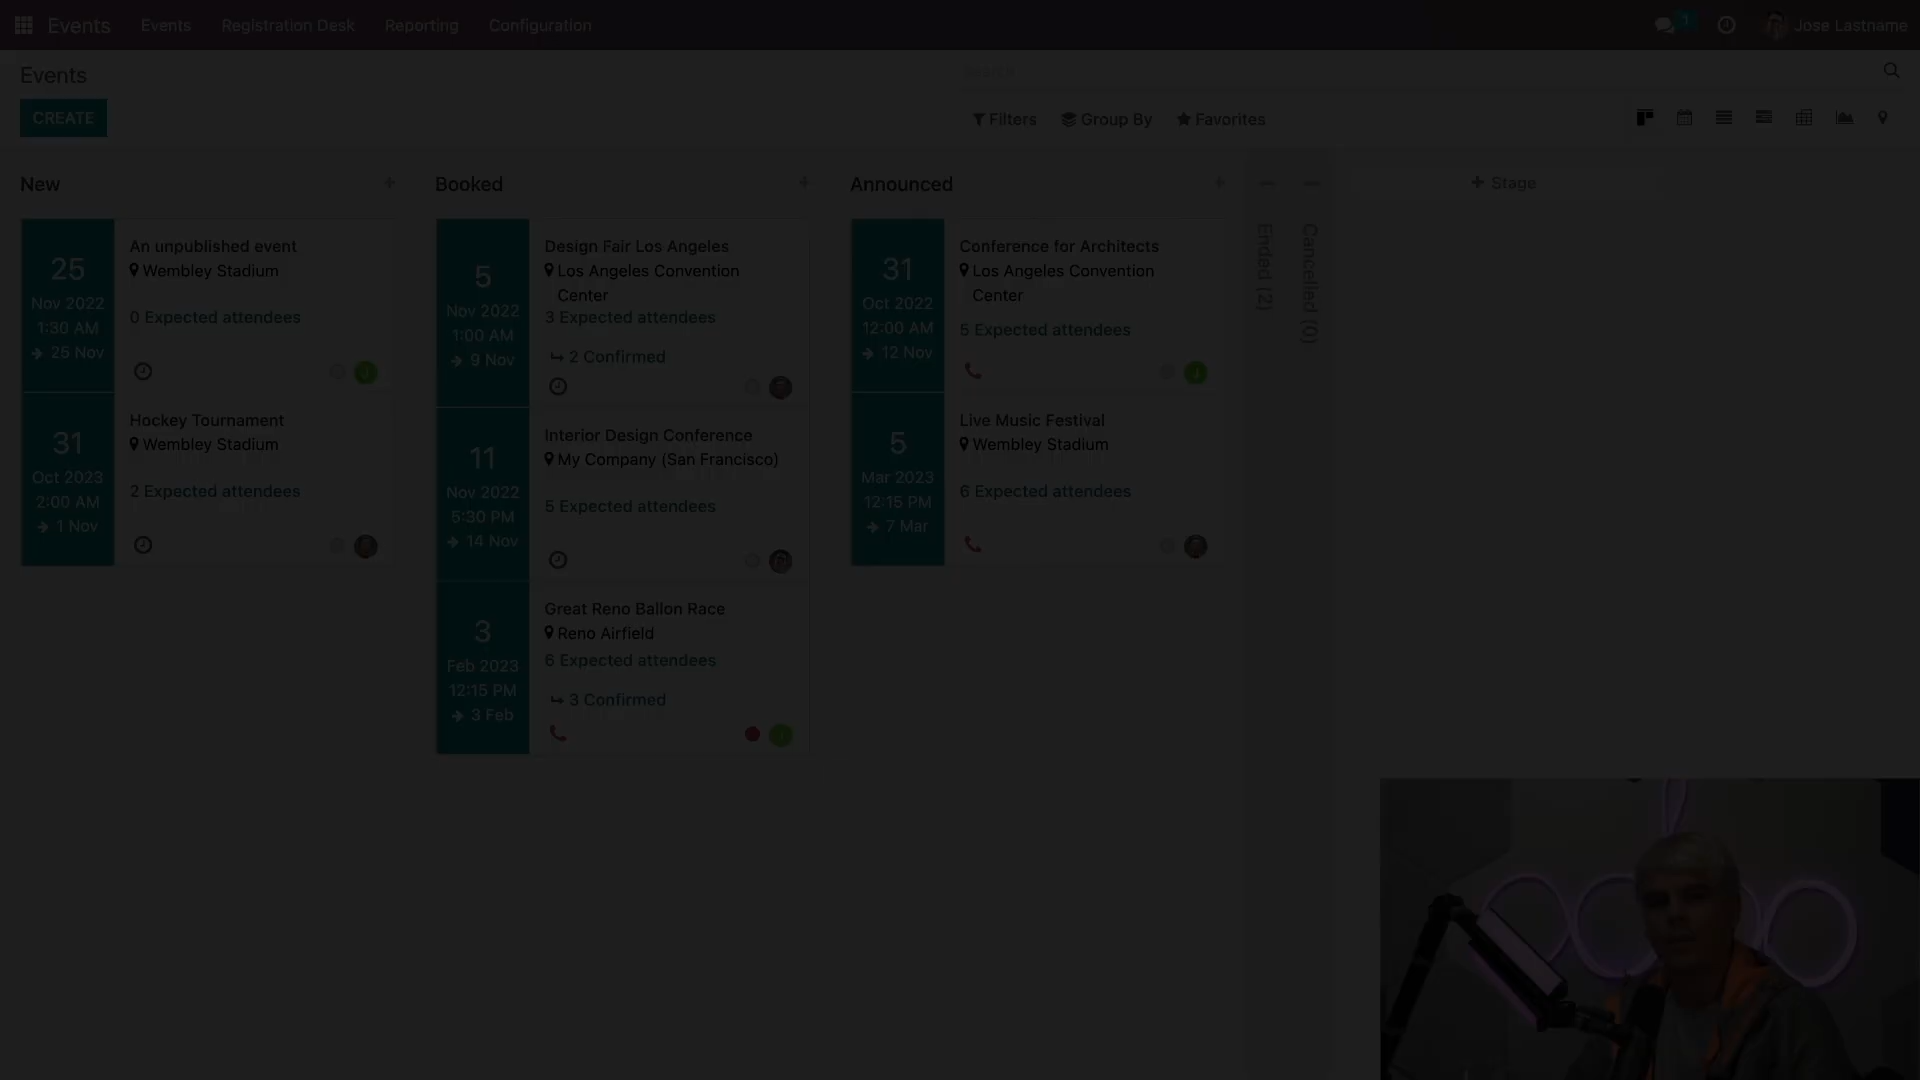 Events Events Registration Desk Reporting Configuration 1 Jose Lastname
Events
Search...
CREATE
Filters Group By Favorites
New
25
Nov 2022
1:30 AM
25 Nov
An unpublished event
Wembley Stadium
0 Expected attendees
J
31
Oct 2023
2:00 AM
1 Nov
Hockey Tournament
Wembley Stadium
2 Expected attendees
Booked
5
Nov 2022
1:00 AM
9 Nov
Design Fair Los Angeles
Los Angeles Convention
Center
3 Expected attendees
2 Confirmed
11
Nov 2022
5:30 PM
14 Nov
Interior Design Conference
My Company (San Francisco)
5 Expected attendees
3
Feb 2023
12:15 PM
3 Feb
Great Reno Ballon Race
Reno Airfield
6 Expected attendees
3 Confirmed
J
Announced
31
Oct 2022
12:00 AM
12 Nov
Conference for Architects
Los Angeles Convention
Center
5 Expected attendees
J
5
Mar 2023
12:15 PM
7 Mar
Live Music Festival
Wembley Stadium
6 Expected attendees
Ended (2)
Cancelled (0)
+ Stage